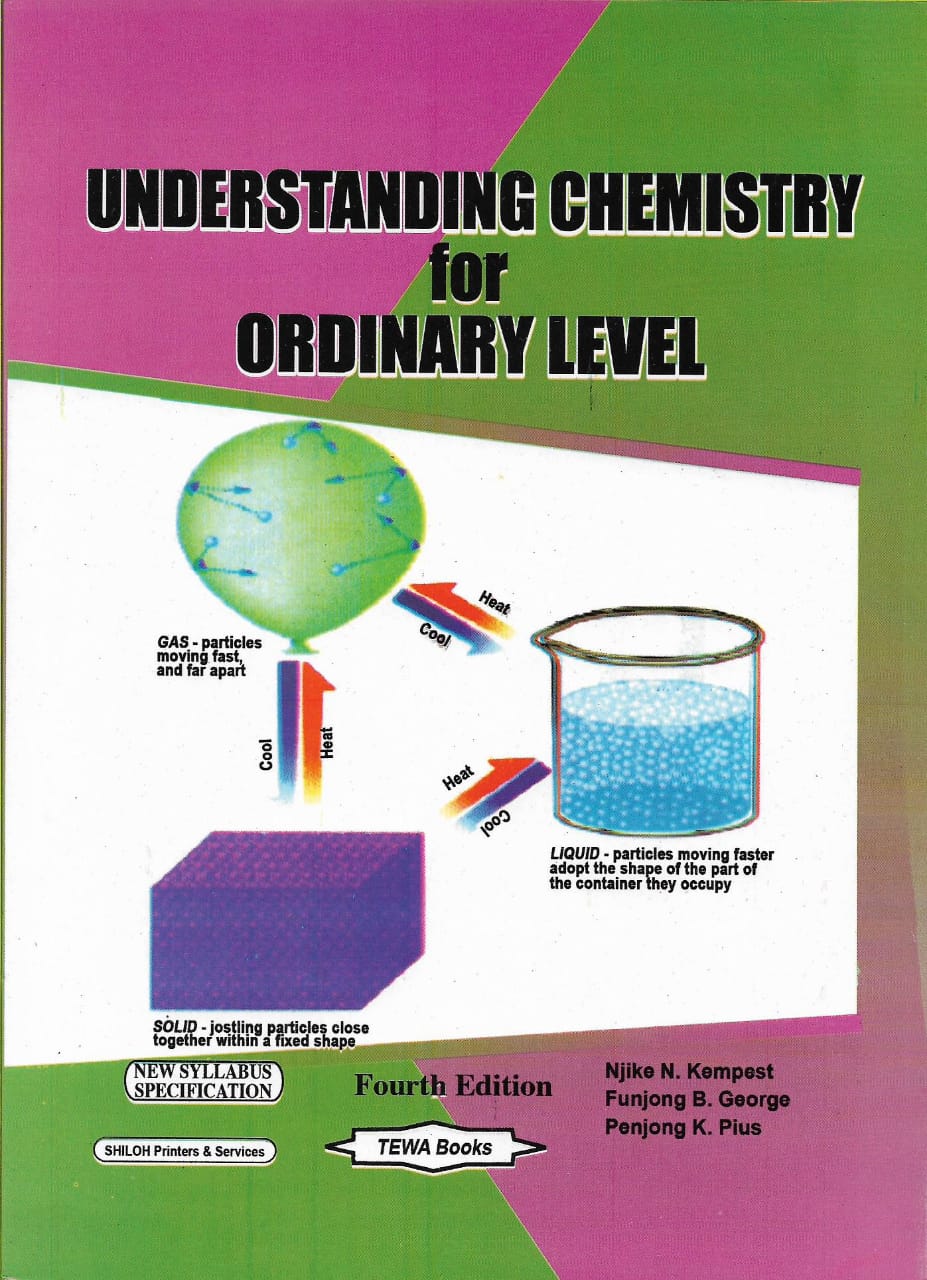 UNDERSTANDING CHEMISTRY
for
ORDINARY LEVEL
Heat
Cool
GAS - particles
moving fast,
and far apart
Cool
Heat
Heat
Cool
LIQUID - particles moving faster
adopt the shape of the part of
the container they occupy
SOLID - jostling particles close
together within a fixed shape
NEW SYLLABUS
SPECIFICATION
Fourth Edition
Njike N. Kempest
Funjong B. George
Penjong K. Pius
SHILOH Printers & Services
TEWA Books